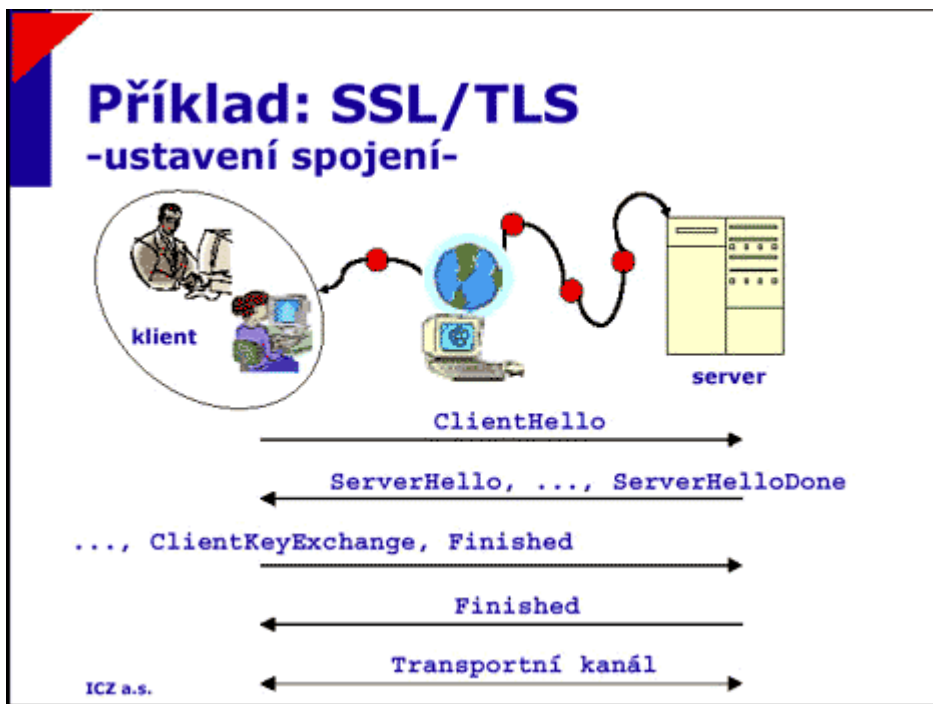 Příklad: SSL/TLS
-ustavení spojení-
klient
server
ClientHello
ServerHello, ..., ServerHelloDone
..., ClientKeyExchange, Finished
Finished
Transportní kanál
ICZ a.s.